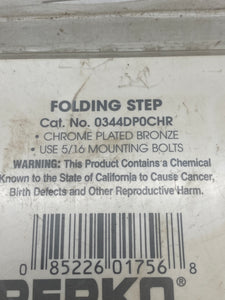 FOLDING STEP
Cat. No. 0344DP0CHR
• CHROME PLATED BRONZE
• USE 5/16 MOUNTING BOLTS
WARNING: This Product Contains a Chemical
Known to the State of California to Cause Cancer,
Birth Defects and Other Reproductive Harm.
0 85226 01756 8
PERKO